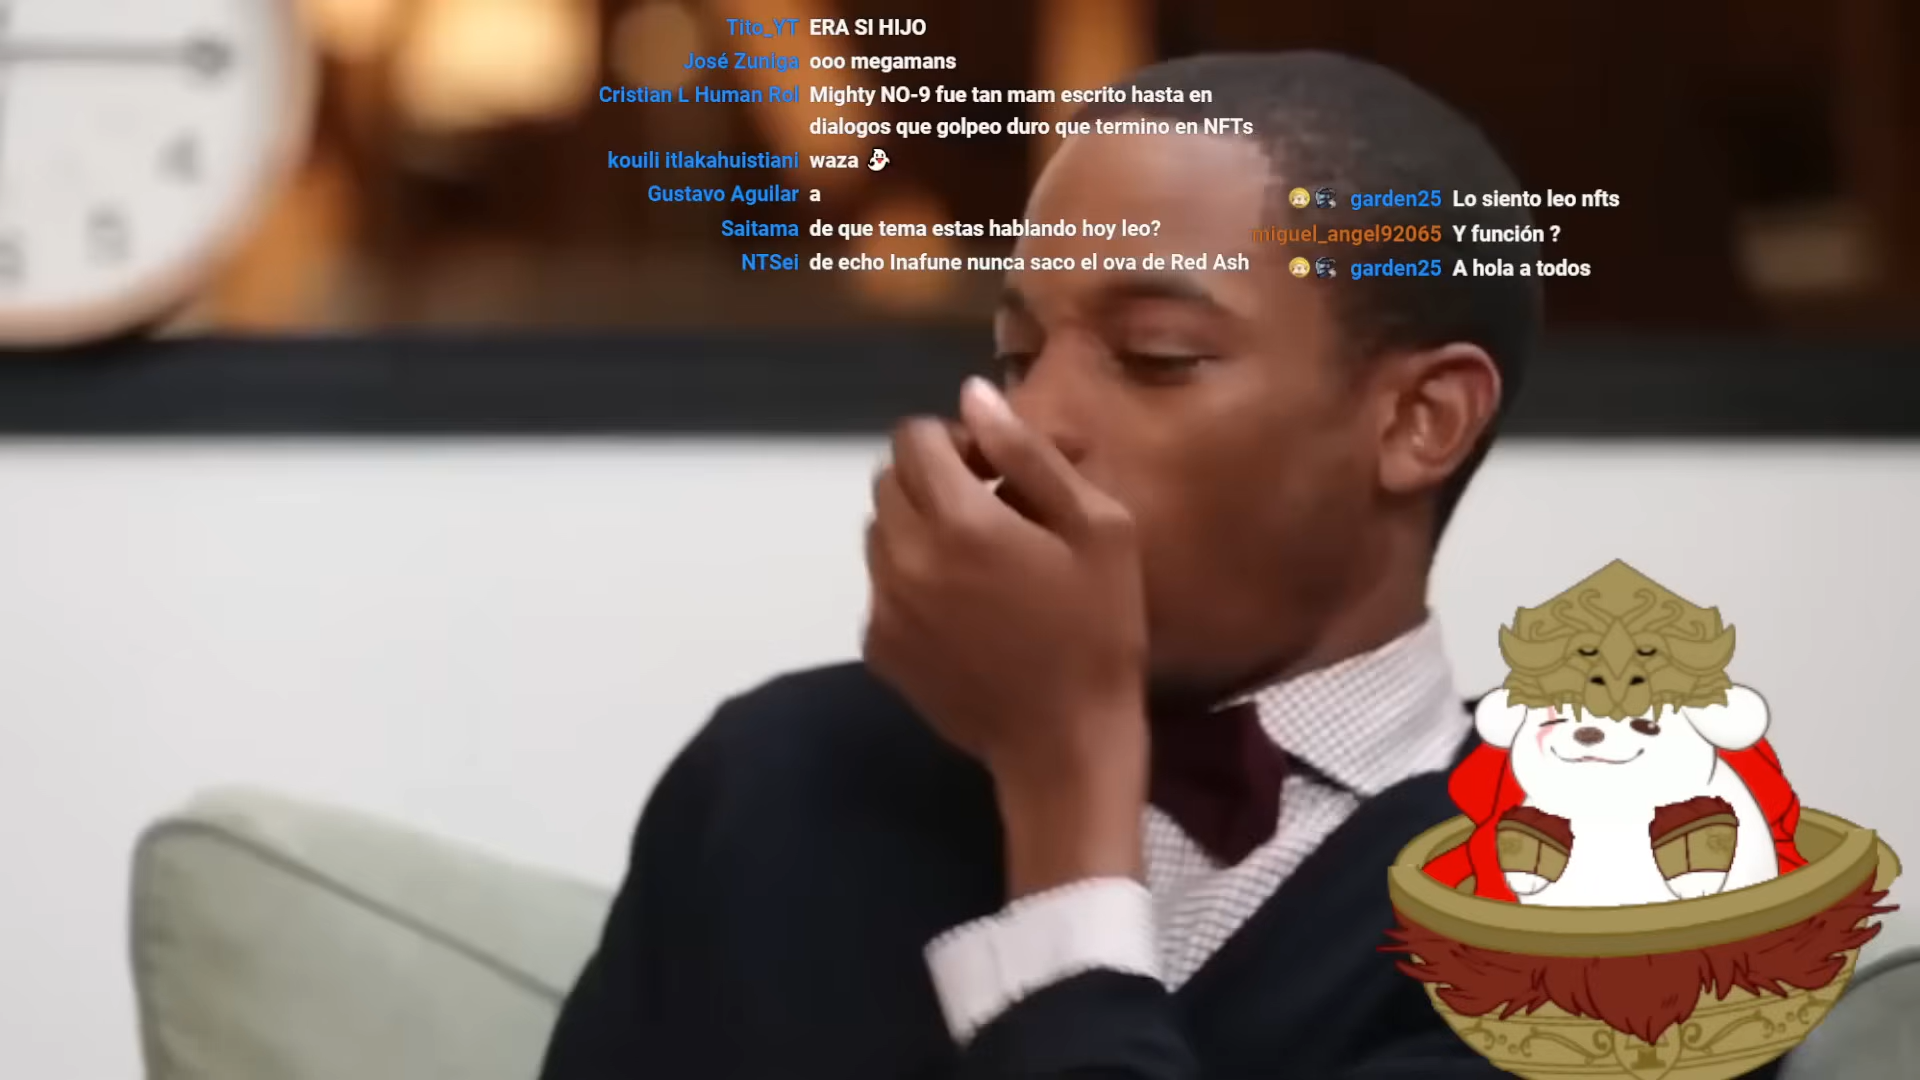 Tito_YT ERA SI HIJO
José Zuniga ooo megamans
Cristian L Human Rol Mighty NO-9 fue tan mam escrito hasta en
dialogos que golpeo duro que termino en NFTs
kouili itlakahuistiani waza
Gustavo Aguilar a
Saitama de que tema estas hablando hoy leo?
NTSei de echo Inafune nunca saco el ova de Red Ash
garden25 Lo siento leo nfts
miguel_angel92065 Y función ?
garden25 A hola a todos
4